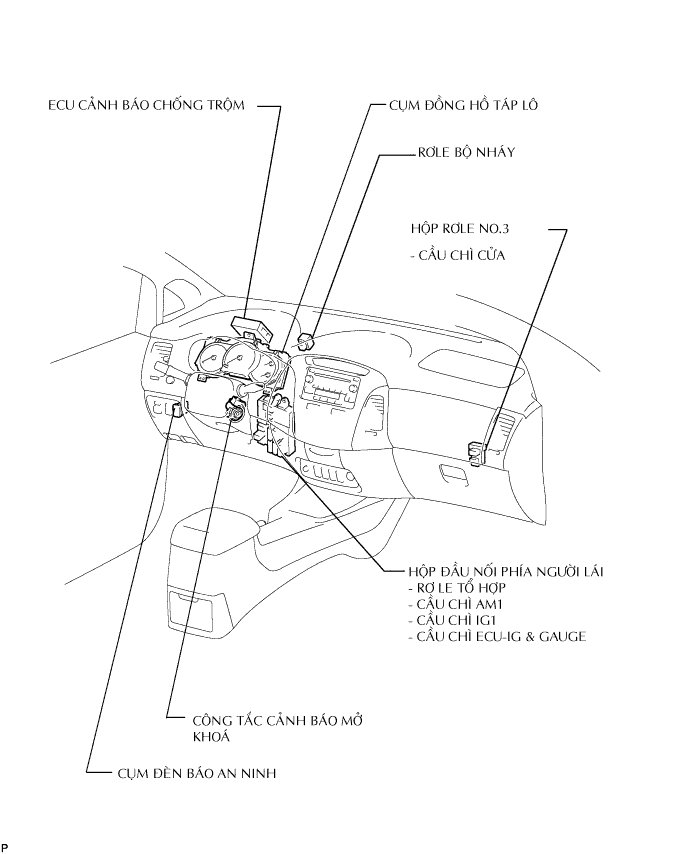 ECU CẢNH BÁO CHỐNG TRỘM
CỤM ĐỒNG HỒ TÁP LÔ
RƠLE BỘ NHÁY
HỘP RƠLE NO.3
- CẦU CHÌ CỬA
HỘP ĐẦU NỐI PHÍA NGƯỜI LÁI
- RƠ LE TỔ HỢP
- CẦU CHÌ AM1
- CẦU CHÌ IG1
- CẦU CHÌ ECU-IG & GAUGE
CÔNG TẮC CẢNH BÁO MỞ
KHOÁ
CỤM ĐÈN BÁO AN NINH
P